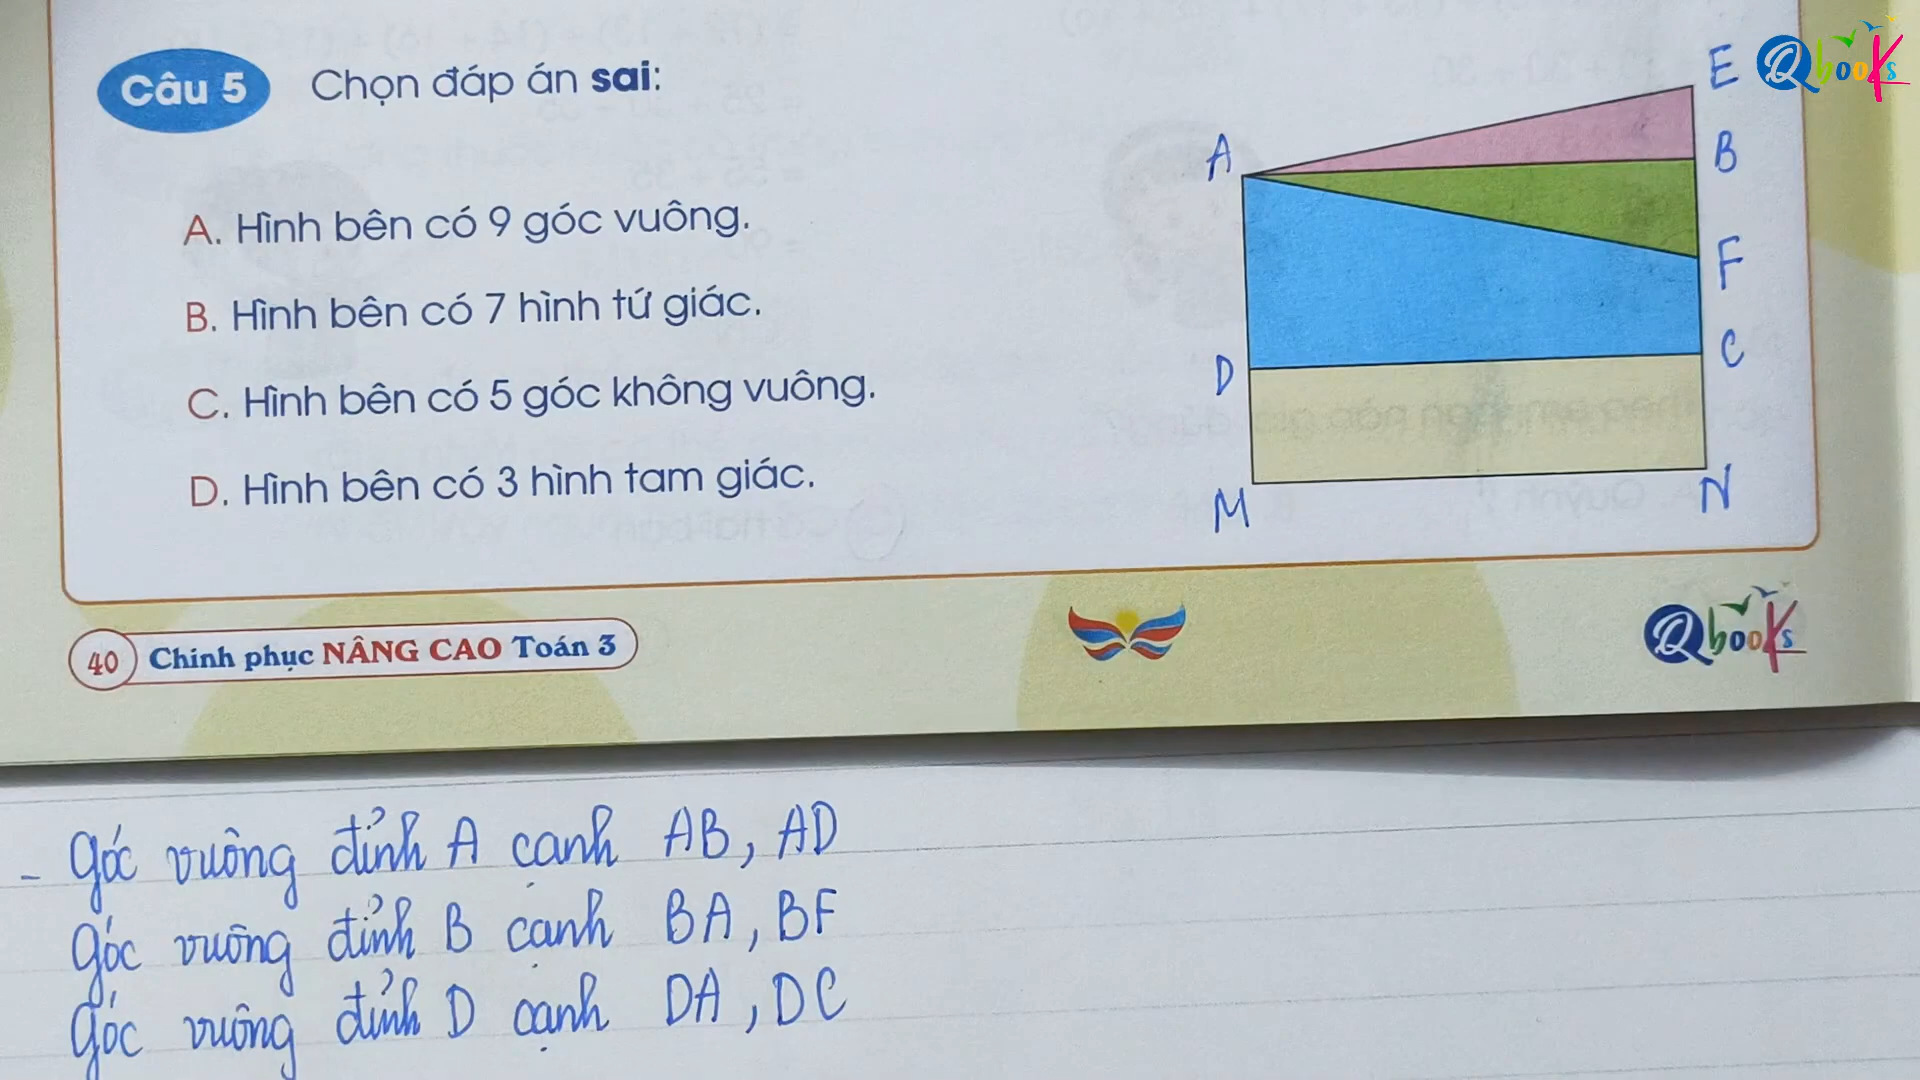 Câu 5 Chọn đáp án sai:
A. Hình bên có 9 góc vuông.
B. Hình bên có 7 hình tứ giác.
C. Hình bên có 5 góc không vuông.
D. Hình bên có 3 hình tam giác.
E
A
B
F
D
C
M
N
Qbooks
40 Chinh phục NÂNG CAO Toán 3
Qbooks
- góc vuông đỉnh A cạnh AB, AD
góc vuông đỉnh B cạnh BA, BF
góc vuông đỉnh D cạnh DA, DC